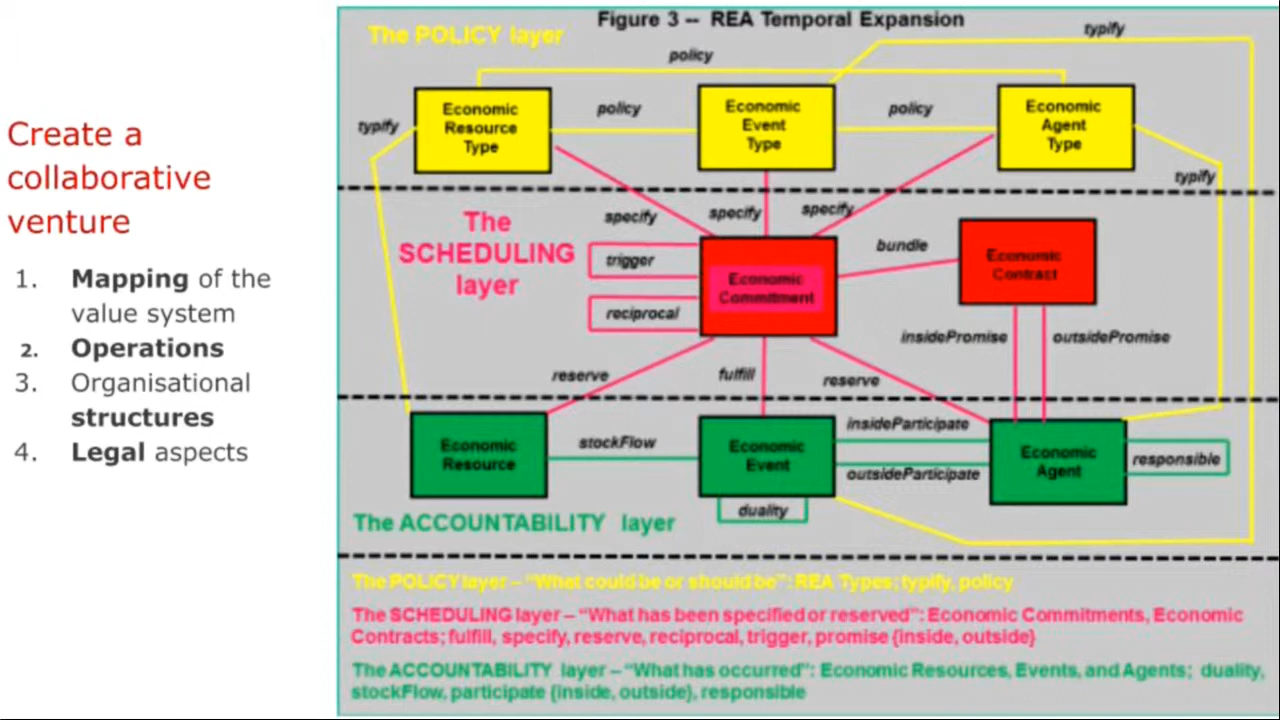 Create a
collaborative
venture
1. Mapping of the
value system
2. Operations
3. Organisational
structures
4. Legal aspects
Figure 3 -- REA Temporal Expansion
The POLICY layer
typify
policy
Economic
Resource
Type
policy
Economic
Event
Type
policy
Economic
Agent
Type
typify
typify
The
SCHEDULING
layer
specify
specify
specify
trigger
reciprocal
Economic
Commitment
bundle
Economic
Contract
insidePromise
outsidePromise
reserve
fulfill
reserve
Economic
Resource
stockFlow
Economic
Event
insideParticipate
outsideParticipate
Economic
Agent
responsible
duality
The ACCOUNTABILITY layer
The POLICY layer – “What could be or should be”: REA Types; typify, policy
The SCHEDULING layer – “What has been specified or reserved”: Economic Commitments, Economic
Contracts; fulfill, specify, reserve, reciprocal, trigger, promise {inside, outside}
The ACCOUNTABILITY layer – “What has occurred”: Economic Resources, Events, and Agents; duality,
stockFlow, participate {inside, outside}, responsible